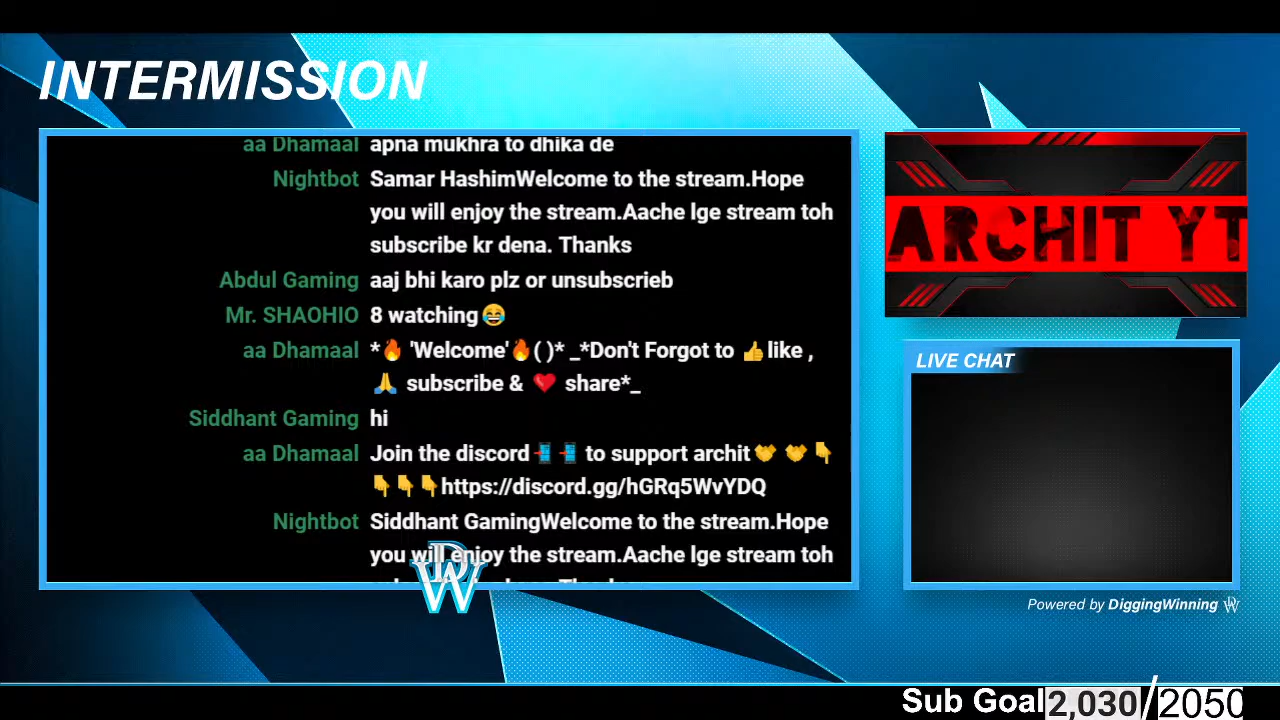 INTERMISSION
aa Dhamaal apna mukhra to dhika de
Nightbot Samar HashimWelcome to the stream.Hope
you will enjoy the stream.Aache lge stream toh
subscribe kr dena. Thanks
Abdul Gaming aaj bhi karo plz or unsubscrieb
Mr. SHAOHIO 8 watching😂
aa Dhamaal *🔥 'Welcome'🔥( )* _*Don't Forgot to 👍like ,
🙏 subscribe & ❤️ share*_
Siddhant Gaming hi
aa Dhamaal Join the discord📲 📲 to support archit🤝 🤝 👇
👇👇👇https://discord.gg/hGRq5WvYDQ
Nightbot Siddhant GamingWelcome to the stream.Hope
you will enjoy the stream.Aache lge stream toh
DW
ARCHIT YT
LIVE CHAT
Powered by DiggingWinning
Sub Goal 2,030/2050